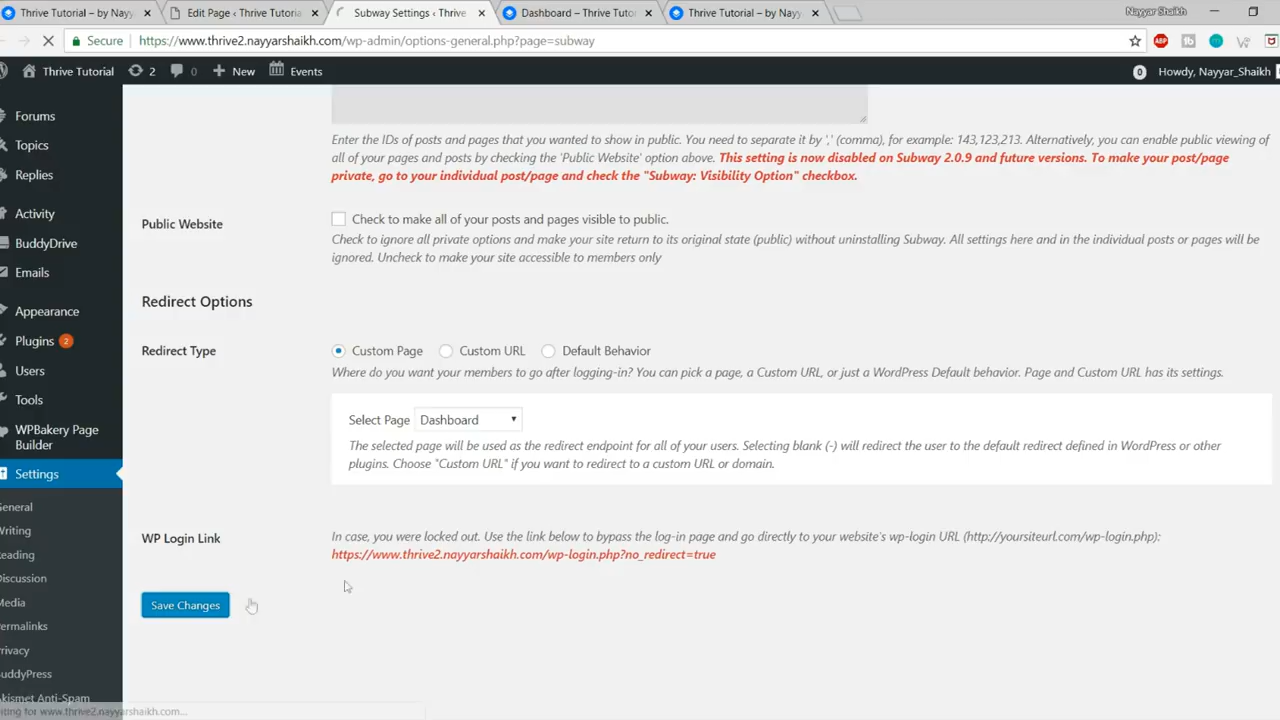 Thrive Tutorial – by Nayy
Edit Page ‹ Thrive Tutoria
Subway Settings ‹ Thrive
Dashboard – Thrive Tutor
Thrive Tutorial – by Nayy
Nayyar Shaikh
Secure
https://www.thrive2.nayyarshaikh.com/wp-admin/options-general.php?page=subway
ABP
Thrive Tutorial
2
0
New
Events
0
Howdy, Nayyar_Shaikh
Forums
Topics
Replies
Activity
BuddyDrive
Emails
Appearance
Plugins 2
Users
Tools
WPBakery Page
Builder
Settings
General
Writing
Reading
Discussion
Media
Permalinks
Privacy
BuddyPress
Akismet Anti-Spam
Enter the IDs of posts and pages that you wanted to show in public. You need to separate it by ',' (comma), for example: 143,123,213. Alternatively, you can enable public viewing of
all of your pages and posts by checking the 'Public Website' option above. This setting is now disabled on Subway 2.0.9 and future versions. To make your post/page
private, go to your individual post/page and check the "Subway: Visibility Option" checkbox.
Public Website
Check to make all of your posts and pages visible to public.
Check to ignore all private options and make your site return to its original state (public) without uninstalling Subway. All settings here and in the individual posts or pages will be
ignored. Uncheck to make your site accessible to members only
Redirect Options
Redirect Type
Custom Page
Custom URL
Default Behavior
Where do you want your members to go after logging-in? You can pick a page, a Custom URL, or just a WordPress Default behavior. Page and Custom URL has its settings.
Select Page Dashboard
The selected page will be used as the redirect endpoint for all of your users. Selecting blank (-) will redirect the user to the default redirect defined in WordPress or other
plugins. Choose "Custom URL" if you want to redirect to a custom URL or domain.
WP Login Link
In case, you were locked out. Use the link below to bypass the log-in page and go directly to your website's wp-login URL (http://yoursiteurl.com/wp-login.php):
https://www.thrive2.nayyarshaikh.com/wp-login.php?no_redirect=true
Save Changes
iting for www.thrive2.nayyarshaikh.com...